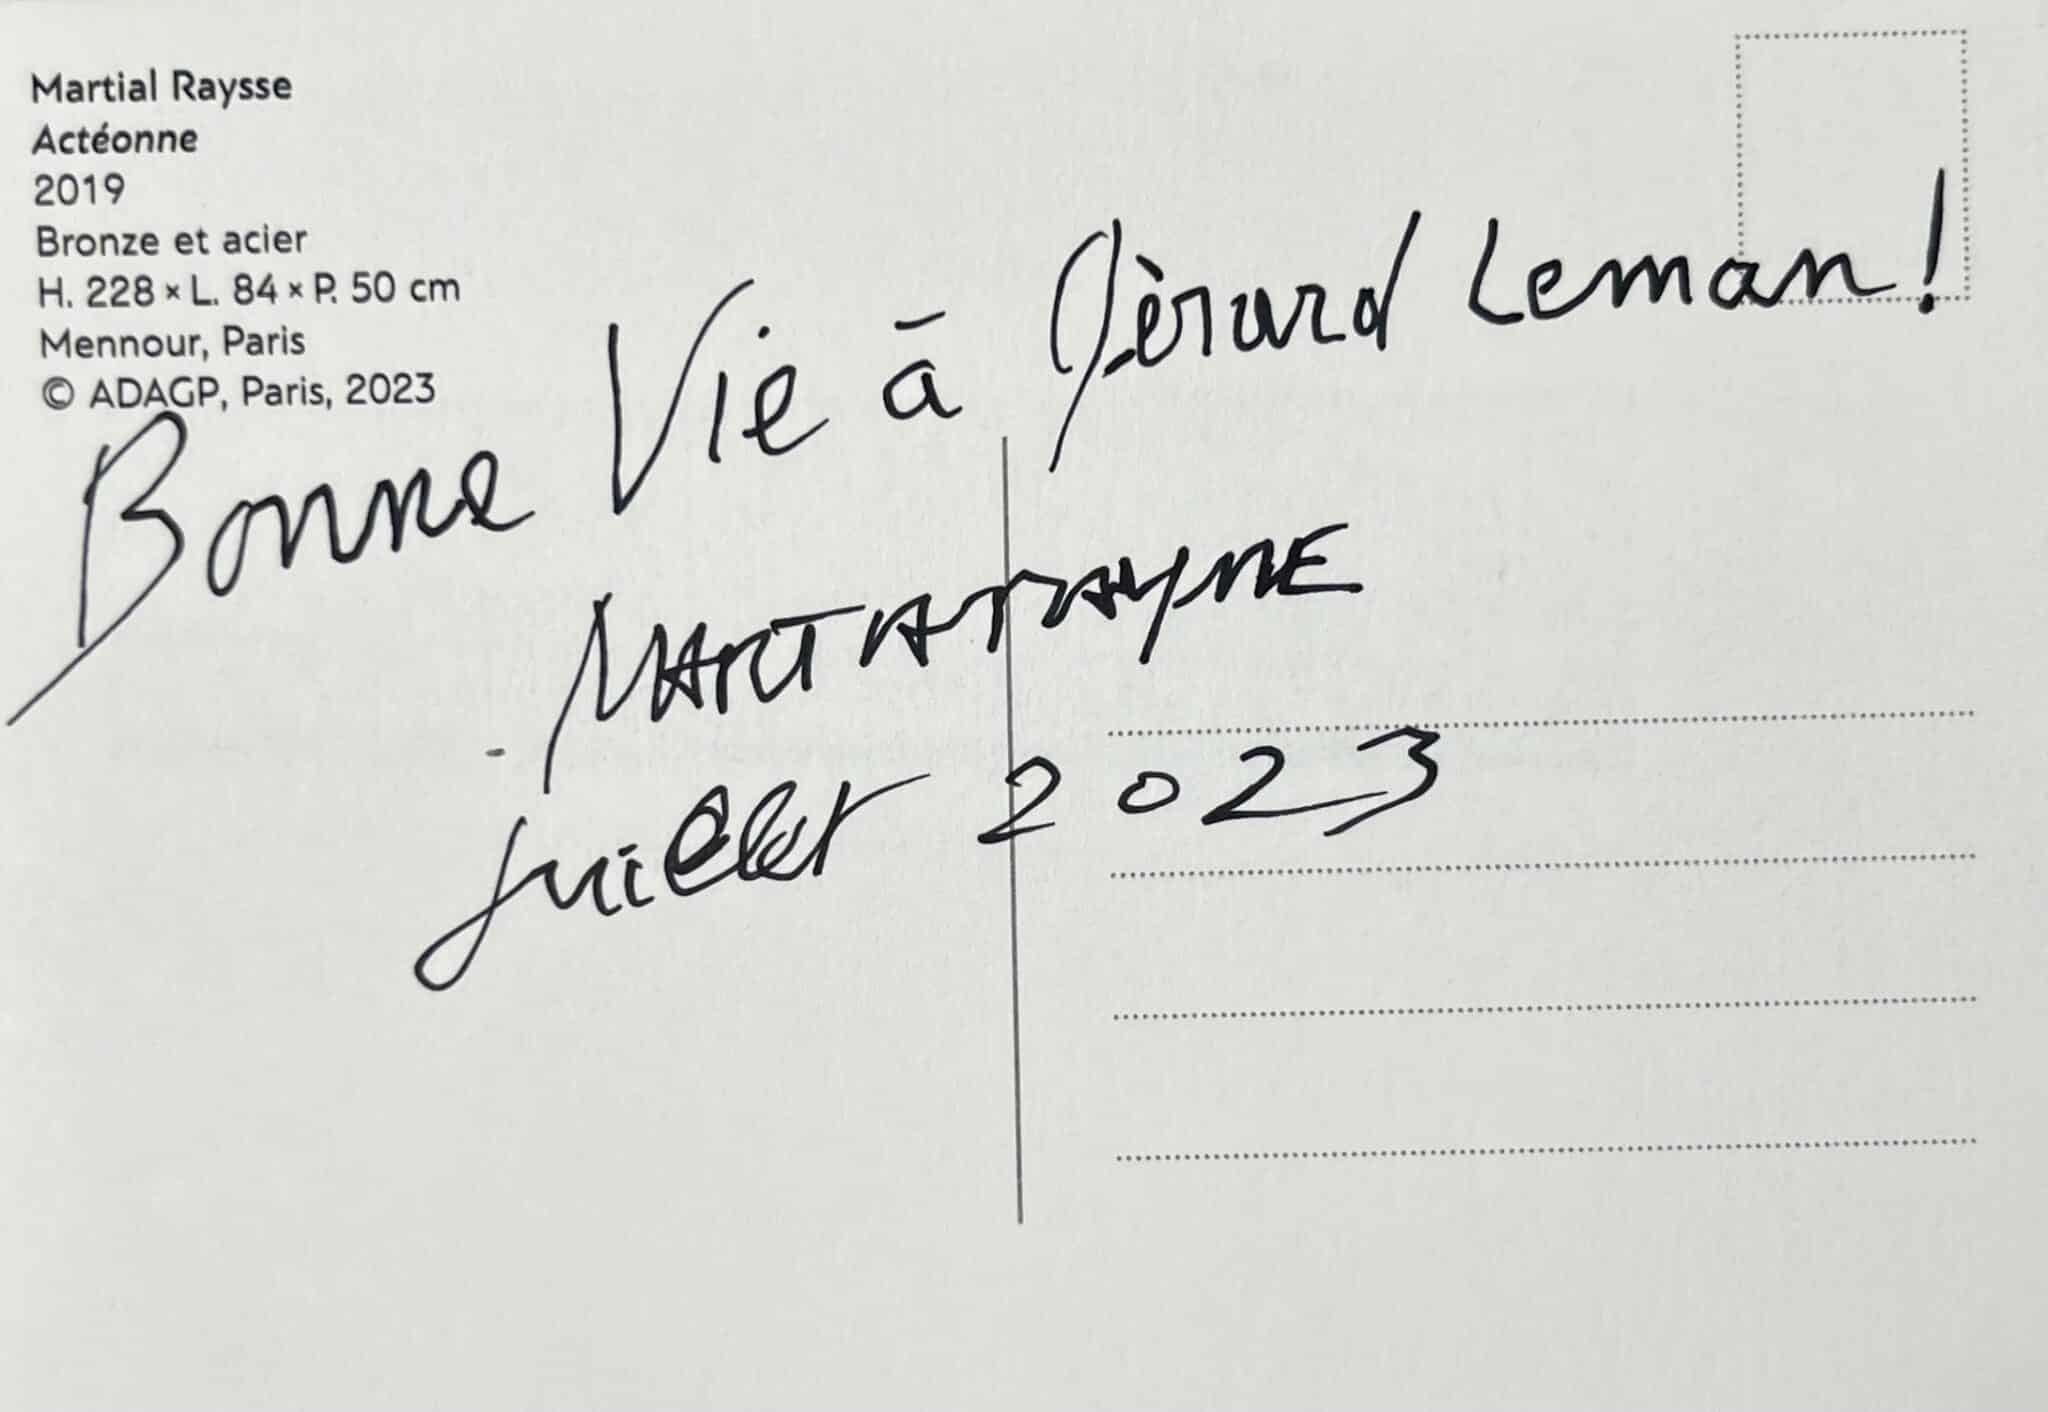 Martial Raysse
Actéonne
2019
Bronze et acier
H. 228 × L. 84 × P. 50 cm
Mennour, Paris
© ADAGP, Paris, 2023
Bonne Vie à Gérard Leman !
juillet 2023